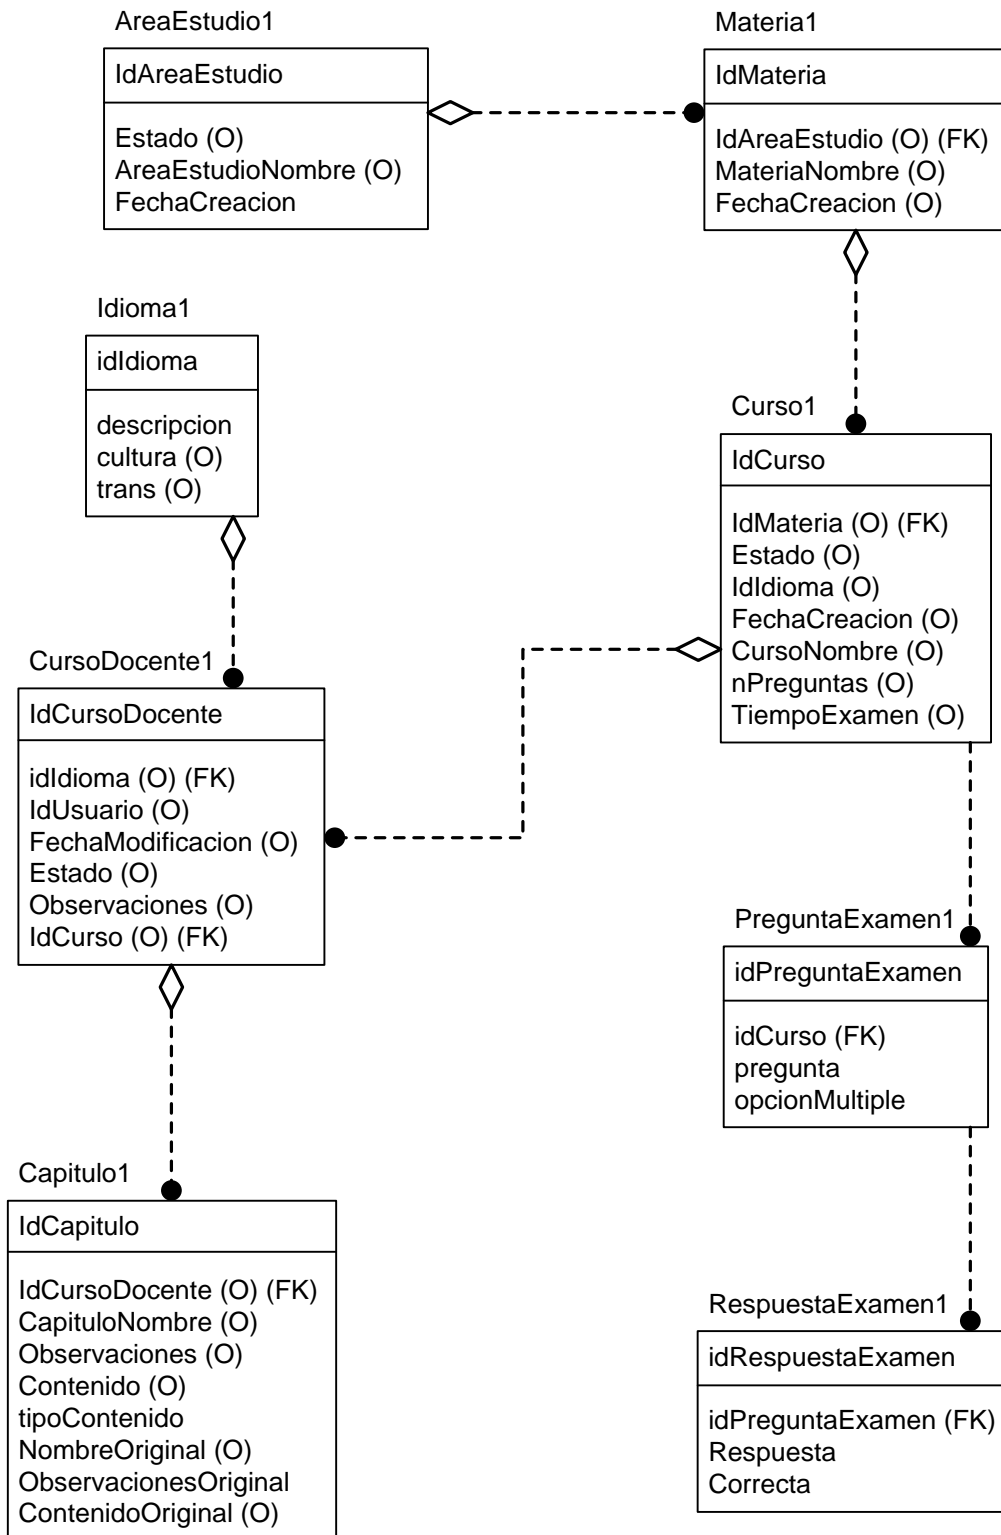 AreaEstudio1
IdAreaEstudio
Estado (O)
AreaEstudioNombre (O)
FechaCreacion
Materia1
IdMateria
IdAreaEstudio (O) (FK)
MateriaNombre (O)
FechaCreacion (O)
Idioma1
idIdioma
descripcion
cultura (O)
trans (O)
Curso1
IdCurso
IdMateria (O) (FK)
Estado (O)
IdIdioma (O)
FechaCreacion (O)
CursoNombre (O)
nPreguntas (O)
TiempoExamen (O)
CursoDocente1
IdCursoDocente
idIdioma (O) (FK)
IdUsuario (O)
FechaModificacion (O)
Estado (O)
Observaciones (O)
IdCurso (O) (FK)
PreguntaExamen1
idPreguntaExamen
idCurso (FK)
pregunta
opcionMultiple
Capitulo1
IdCapitulo
IdCursoDocente (O) (FK)
CapituloNombre (O)
Observaciones (O)
Contenido (O)
tipoContenido
NombreOriginal (O)
ObservacionesOriginal
ContenidoOriginal (O)
RespuestaExamen1
idRespuestaExamen
idPreguntaExamen (FK)
Respuesta
Correcta